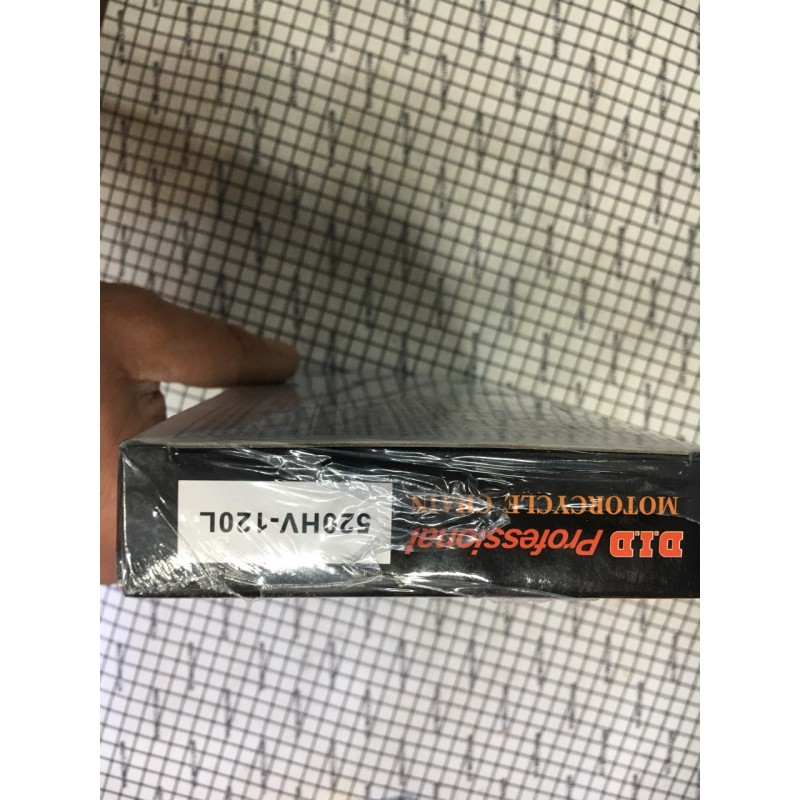 D.I.D Professional
MOTORCYCLE CHAIN
520HV-120L